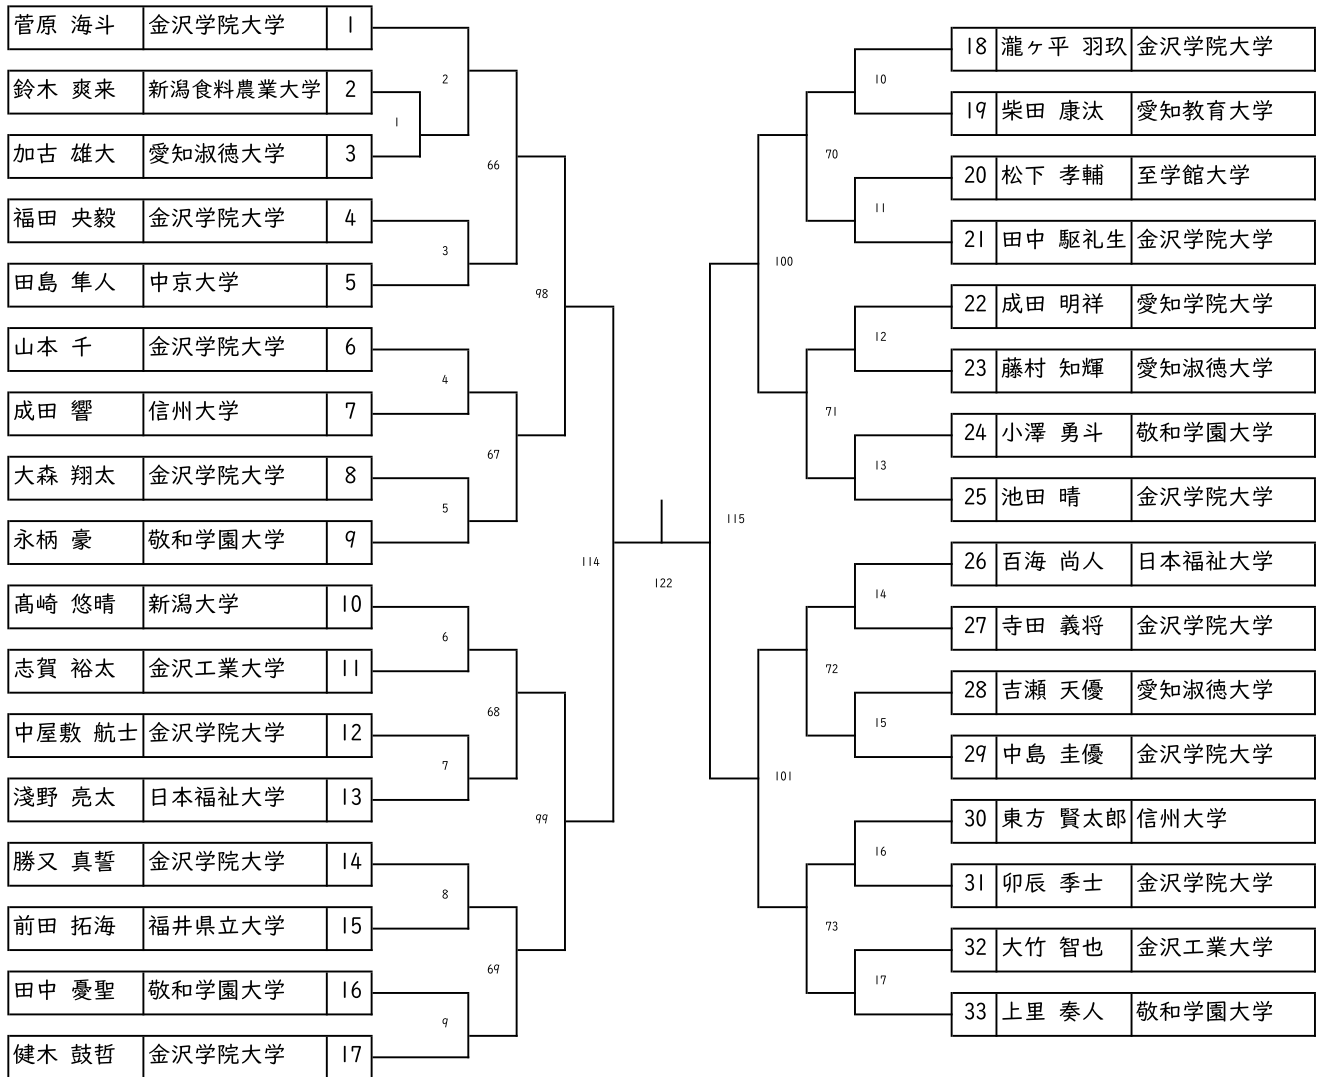 菅原 海斗 金沢学院大学 1
鈴木 爽来 新潟食料農業大学 2
加古 雄大 愛知淑徳大学 3
福田 央毅 金沢学院大学 4
田島 隼人 中京大学 5
山本 千 金沢学院大学 6
成田 響 信州大学 7
大森 翔太 金沢学院大学 8
永柄 豪 敬和学園大学 9
髙崎 悠晴 新潟大学 10
志賀 裕太 金沢工業大学 11
中屋敷 航士 金沢学院大学 12
淺野 亮太 日本福祉大学 13
勝又 真誓 金沢学院大学 14
前田 拓海 福井県立大学 15
田中 憂聖 敬和学園大学 16
健木 鼓哲 金沢学院大学 17
1
2
3
4
5
6
7
8
9
66
67
68
69
98
99
114
122
115
100
101
70
71
72
73
10
11
12
13
14
15
16
17
18 瀧ヶ平 羽玖 金沢学院大学
19 柴田 康汰 愛知教育大学
20 松下 孝輔 至学館大学
21 田中 駆礼生 金沢学院大学
22 成田 明祥 愛知学院大学
23 藤村 知輝 愛知淑徳大学
24 小澤 勇斗 敬和学園大学
25 池田 晴 金沢学院大学
26 百海 尚人 日本福祉大学
27 寺田 義将 金沢学院大学
28 吉瀬 天優 愛知淑徳大学
29 中島 圭優 金沢学院大学
30 東方 賢太郎 信州大学
31 卯辰 季士 金沢学院大学
32 大竹 智也 金沢工業大学
33 上里 奏人 敬和学園大学